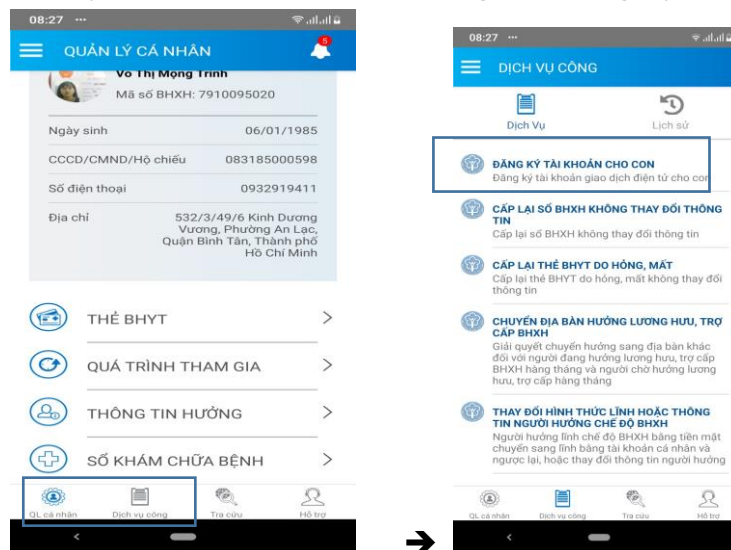 08:27 ...
QUẢN LÝ CÁ NHÂN
5
Võ Thị Mộng Trinh
Mã số BHXH: 7910095020
Ngày sinh 06/01/1985
CCCD/CMND/Hộ chiếu 083185000598
Số điện thoại 0932919411
Địa chỉ 532/3/49/6 Kinh Dương
Vương, Phường An Lạc,
Quận Bình Tân, Thành phố
Hồ Chí Minh
THẺ BHYT
QUÁ TRÌNH THAM GIA
THÔNG TIN HƯỞNG
SỔ KHÁM CHỮA BỆNH
QL cá nhân Dịch vụ công Tra cứu Hỗ trợ
➔
08:27 ...
DỊCH VỤ CÔNG
Dịch Vụ Lịch sử
ĐĂNG KÝ TÀI KHOẢN CHO CON
Đăng ký tài khoản giao dịch điện tử cho con
CẤP LẠI SỔ BHXH KHÔNG THAY ĐỔI THÔNG
TIN
Cấp lại sổ BHXH không thay đổi thông tin
CẤP LẠI THẺ BHYT DO HỎNG, MẤT
Cấp lại thẻ BHYT do hỏng, mất không thay đổi
thông tin
CHUYỂN ĐỊA BÀN HƯỞNG LƯƠNG HƯU, TRỢ
CẤP BHXH
Giải quyết chuyển hưởng sang địa bàn khác
đối với người đang hưởng lương hưu, trợ cấp
BHXH hàng tháng và người chờ hưởng lương
hưu, trợ cấp hàng tháng
THAY ĐỔI HÌNH THỨC LĨNH HOẶC THÔNG
TIN NGƯỜI HƯỞNG CHẾ ĐỘ BHXH
Người hưởng lĩnh chế độ BHXH bằng tiền mặt
chuyển sang lĩnh bằng tài khoản cá nhân và
ngược lại, hoặc thay đổi thông tin người hưởng
QL cá nhân Dịch vụ công Tra cứu Hỗ trợ